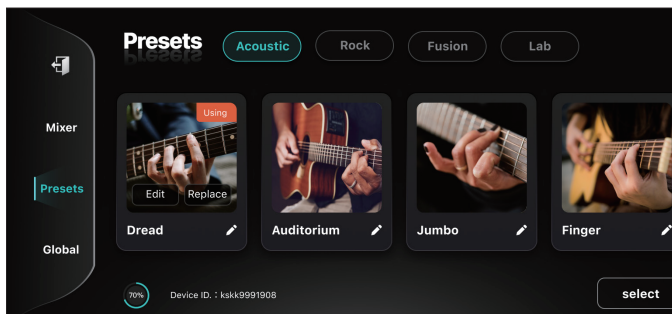 Presets
Acoustic
Rock
Fusion
Lab
Mixer
Presets
Global
Using
Edit
Replace
Dread
Auditorium
Jumbo
Finger
70%
Device ID. : kskk9991908
select